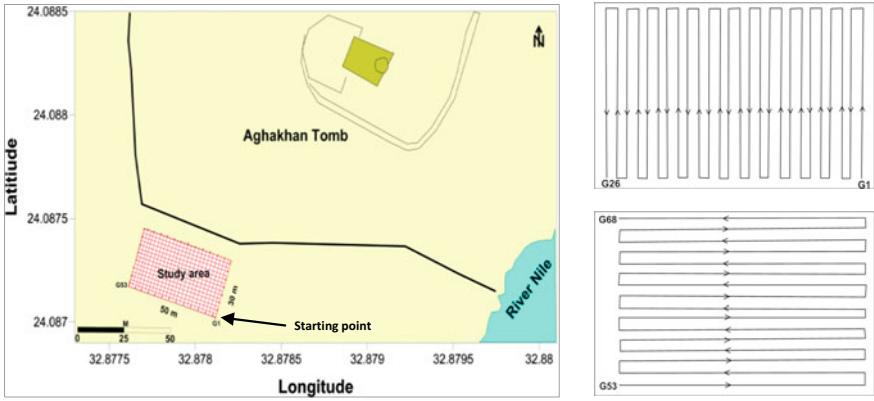 24.0885
24.088
24.0875
24.087
Latitiude
N
Aghakhan Tomb
Study area
G53
G1
50 m
30 m
Starting point
River Nile
M
0 25 50
32.8775 32.878 32.8785 32.879 32.8795 32.88
Longitude
G26 G1
G68
G53